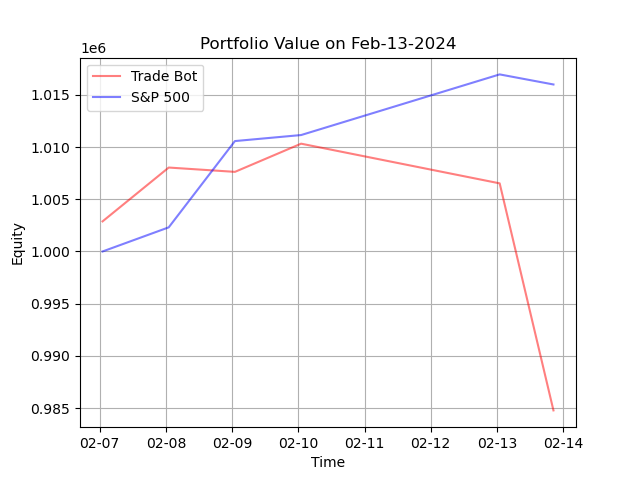 Portfolio Value on Feb-13-2024
1e6
Trade Bot
S&P 500
1.015
1.010
1.005
1.000
0.995
0.990
0.985
Equity
02-07 02-08 02-09 02-10 02-11 02-12 02-13 02-14
Time